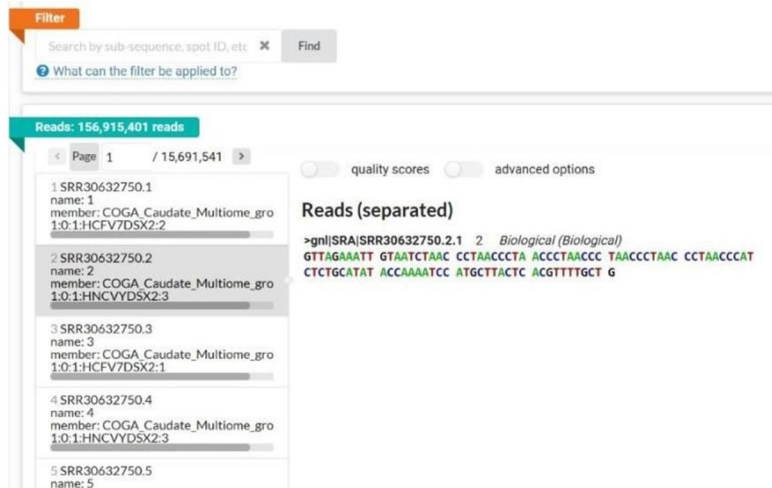 Filter
Search by sub-sequence, spot ID, etc ✖ Find
What can the filter be applied to?
Reads: 156,915,401 reads
< Page 1 / 15,691,541 >
quality scores advanced options
1 SRR30632750.1
name: 1
member: COGA_Caudate_Multiome_gro
1:0:1:HCFV7DSX2:2
2 SRR30632750.2
name: 2
member: COGA_Caudate_Multiome_gro
1:0:1:HNCVYDSX2:3
3 SRR30632750.3
name: 3
member: COGA_Caudate_Multiome_gro
1:0:1:HCFV7DSX2:1
4 SRR30632750.4
name: 4
member: COGA_Caudate_Multiome_gro
1:0:1:HNCVYDSX2:3
5 SRR30632750.5
name: 5
Reads (separated)
>gnl|SRA|SRR30632750.2.1 2 Biological (Biological)
GTTAGAAATT GTAATCTAAC CCTAACCCTA ACCCTAACCC TAACCCTAAC CCTAACCCAT
CTCTGCATAT ACCAAAATCC ATGCTTACTC ACGTTTTGCT G